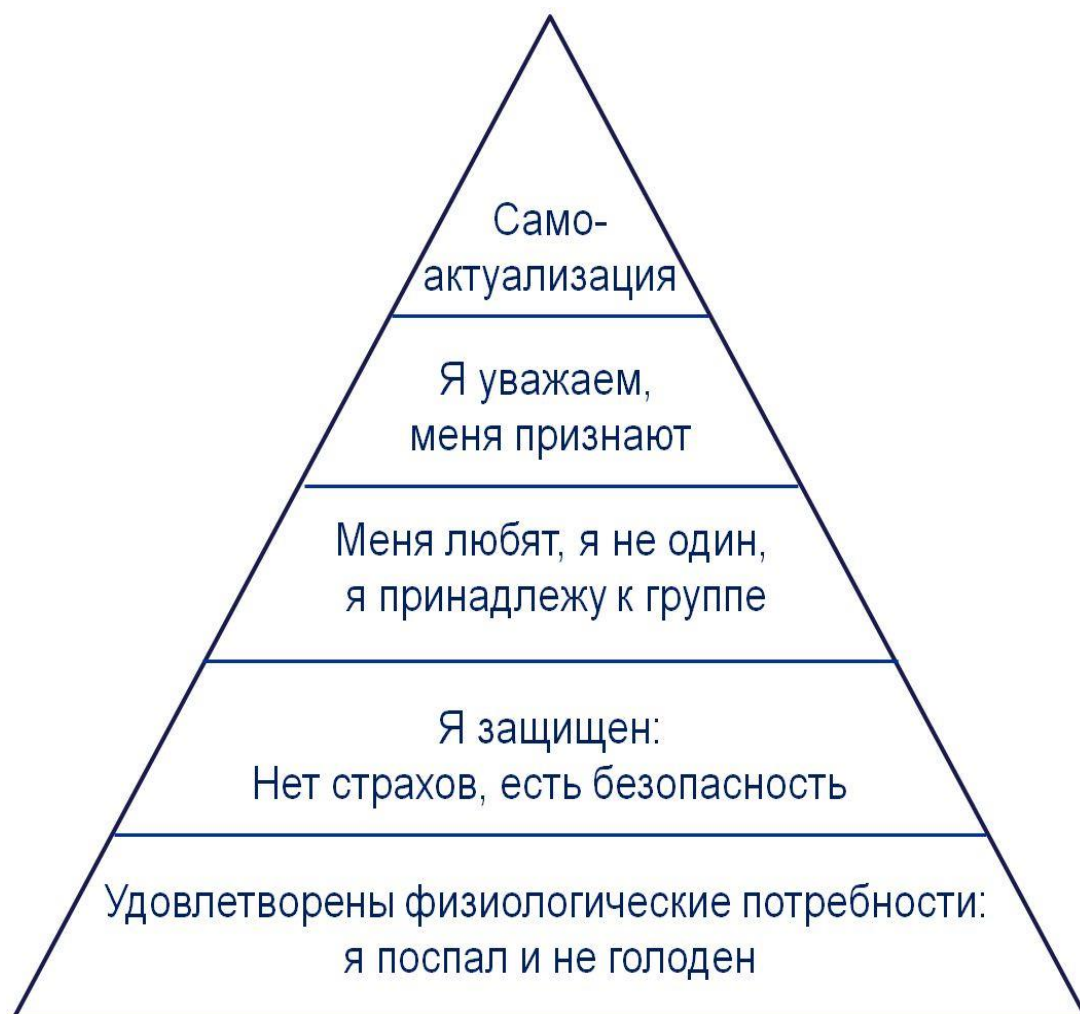 Само-
актуализация
Я уважаем,
меня признают
Меня любят, я не один,
я принадлежу к группе
Я защищен:
Нет страхов, есть безопасность
Удовлетворены физиологические потребности:
я поспал и не голоден